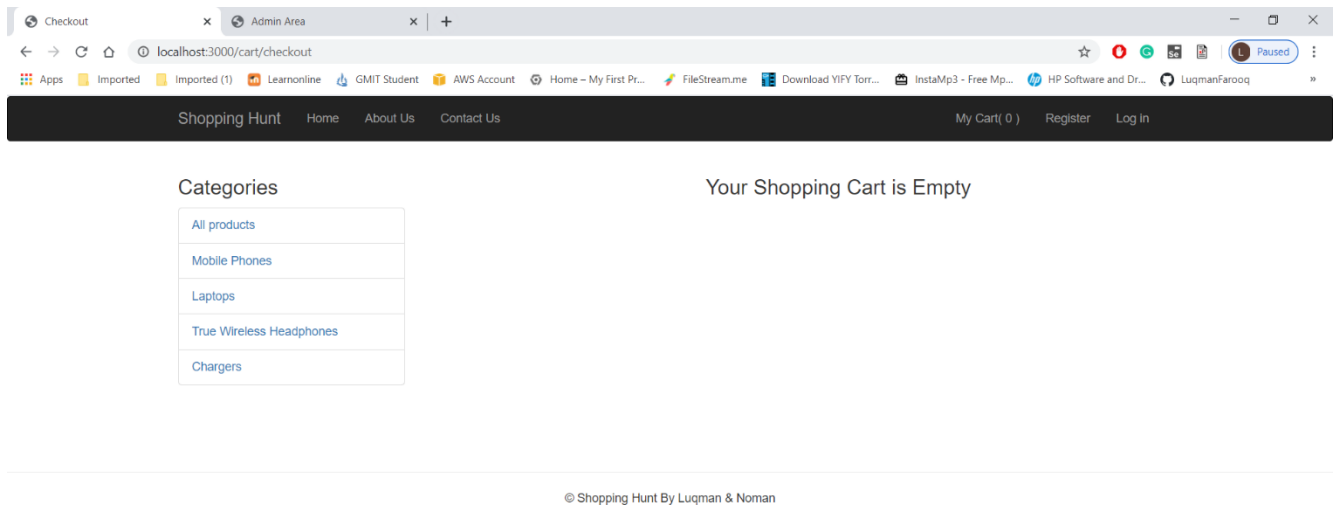 Checkout Admin Area
localhost:3000/cart/checkout Paused
Apps Imported Imported (1) Learnonline GMIT Student AWS Account Home – My First Pr... FileStream.me Download YIFY Torr... InstaMp3 - Free Mp... HP Software and Dr... LuqmanFarooq »
Shopping Hunt Home About Us Contact Us My Cart( 0 ) Register Log in
Categories
Your Shopping Cart is Empty
All products
Mobile Phones
Laptops
True Wireless Headphones
Chargers
© Shopping Hunt By Luqman & Noman